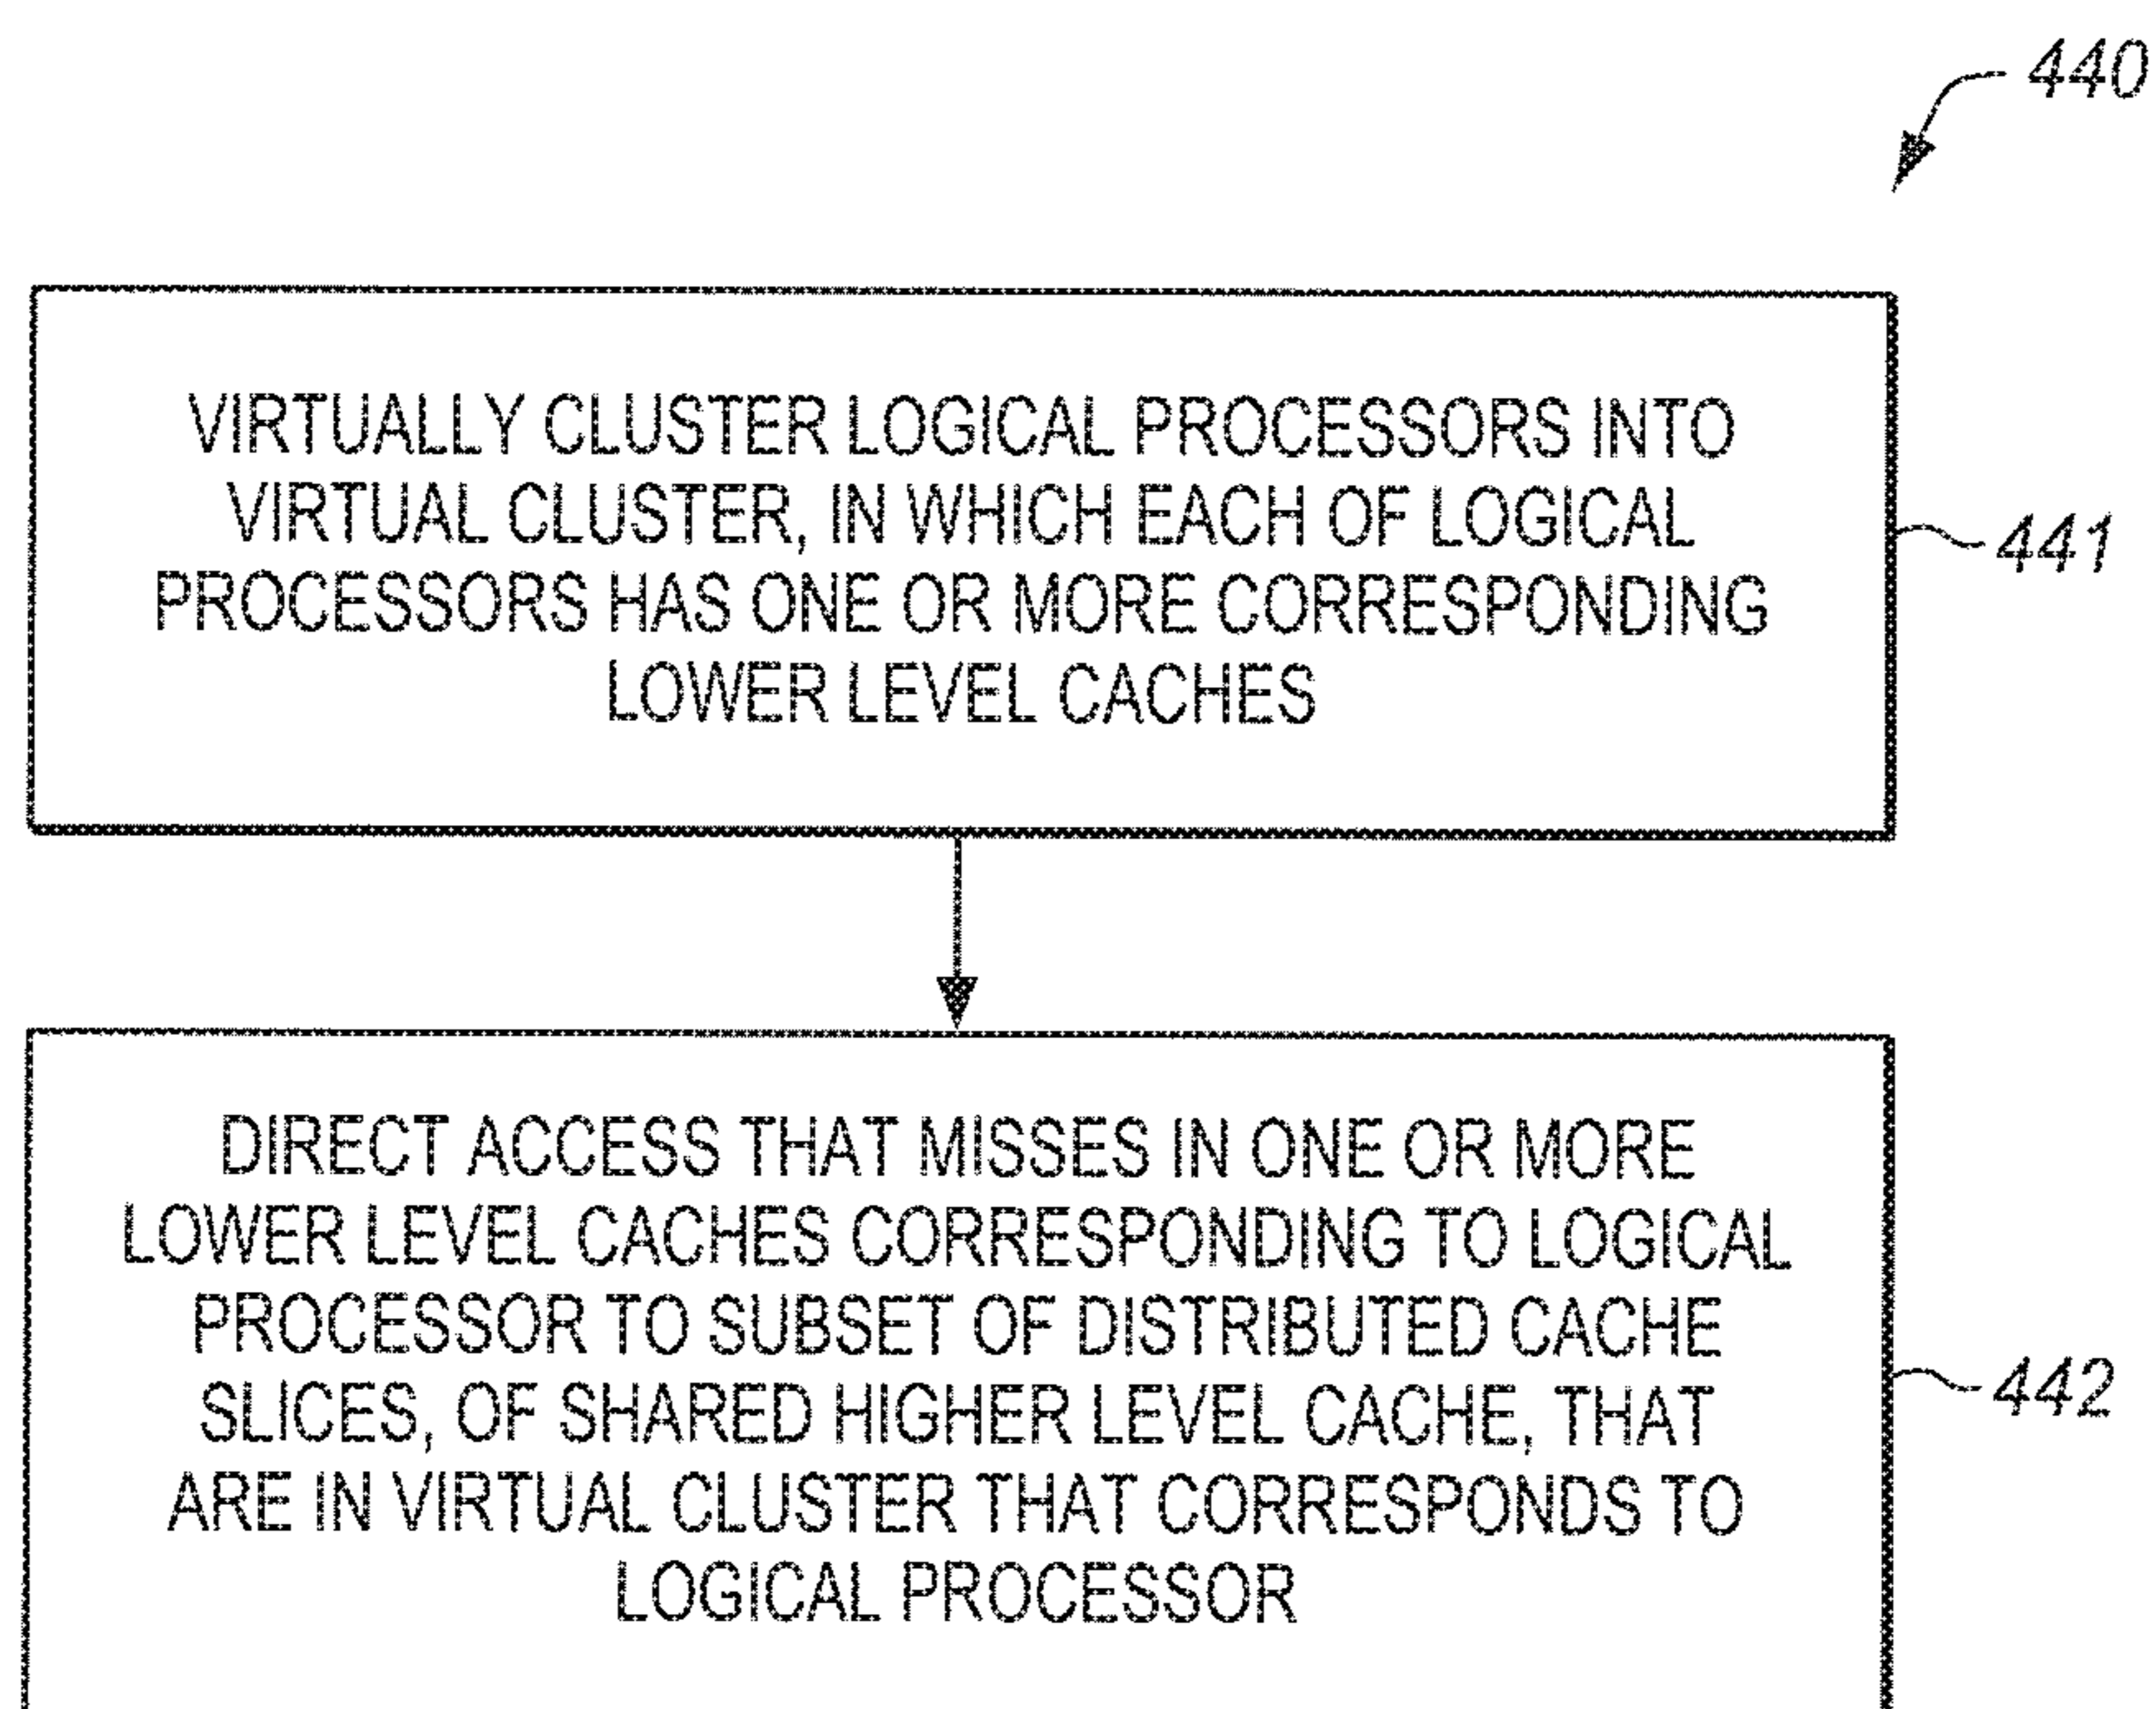 440
VIRTUALLY CLUSTER LOGICAL PROCESSORS INTO
VIRTUAL CLUSTER, IN WHICH EACH OF LOGICAL
PROCESSORS HAS ONE OR MORE CORRESPONDING
LOWER LEVEL CACHES
441
DIRECT ACCESS THAT MISSES IN ONE OR MORE
LOWER LEVEL CACHES CORRESPONDING TO LOGICAL
PROCESSOR TO SUBSET OF DISTRIBUTED CACHE
SLICES, OF SHARED HIGHER LEVEL CACHE, THAT
ARE IN VIRTUAL CLUSTER THAT CORRESPONDS TO
LOGICAL PROCESSOR
442